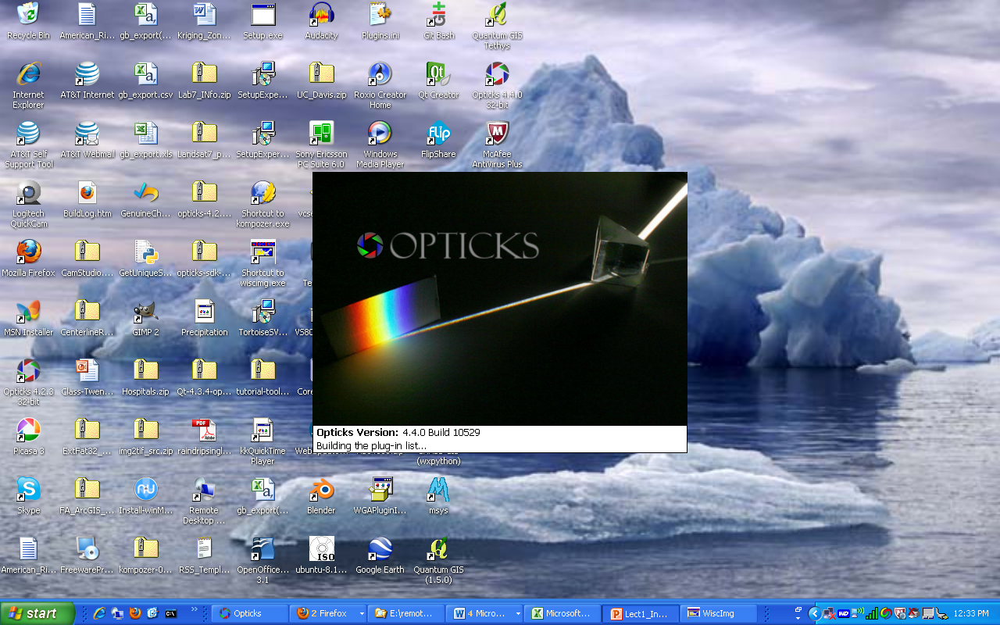 Recycle Bin
American_Ri...
gb_export(...
Kriging_Zon...
Setup.exe
Audacity
Plugins.ini
Git Bash
Quantum GIS
Tethys
Internet
Explorer
AT&T Internet
gb_export.csv
Lab7_INfo.zip
SetupExpe...
UC_Davis.zip
Roxio Creator
Home
Qt Creator
Opticks 4.4.0
32-bit
AT&T Self
Support Tool
AT&T Webmail
gb_export.xls
Landsat7_p...
SetupExper...
Sony Ericsson
PC Suite 6.0
Windows
Media Player
FlipShare
McAfee
AntiVirus Plus
Logitech
QuickCam
BuildLog.htm
GenuineCh...
opticks-4.2....
Shortcut to
kompozer.exe
vcse
Mozilla Firefox
CamStudio....
GetUniqueS...
opticks-sdk-...
Shortcut to
wiscimg.exe
Te
MSN Installer
CenterlineR...
GIMP 2
Precipitation
TortoiseSV...
VS80
Opticks 4.2.3
32-bit
Class-Twen...
Hospitals.zip
Qt-4.3.4-op...
tutorial-tool...
Core
Picasa 3
ExtFat32_...
img2tif_src.zip
raindripsingl...
kkQuickTime
Player
(wxpython)
Skype
FA_ArcGIS_...
Install-winM...
Remote
Desktop ...
gb_export(...
Blender
WGAPluginI...
msys
American_Ri...
FreewarePr...
kompozer-0...
RSS_Templ...
OpenOffice...
3.1
ubuntu-8.1...
Google Earth
Quantum GIS
(1.5.0)
OPTICKS
Opticks Version: 4.4.0 Build 10529
Building the plug-in list...
start
Opticks
2 Firefox
E:\remot...
4 Micro...
Microsoft...
Lect1_In...
WiscImg
12:33 PM